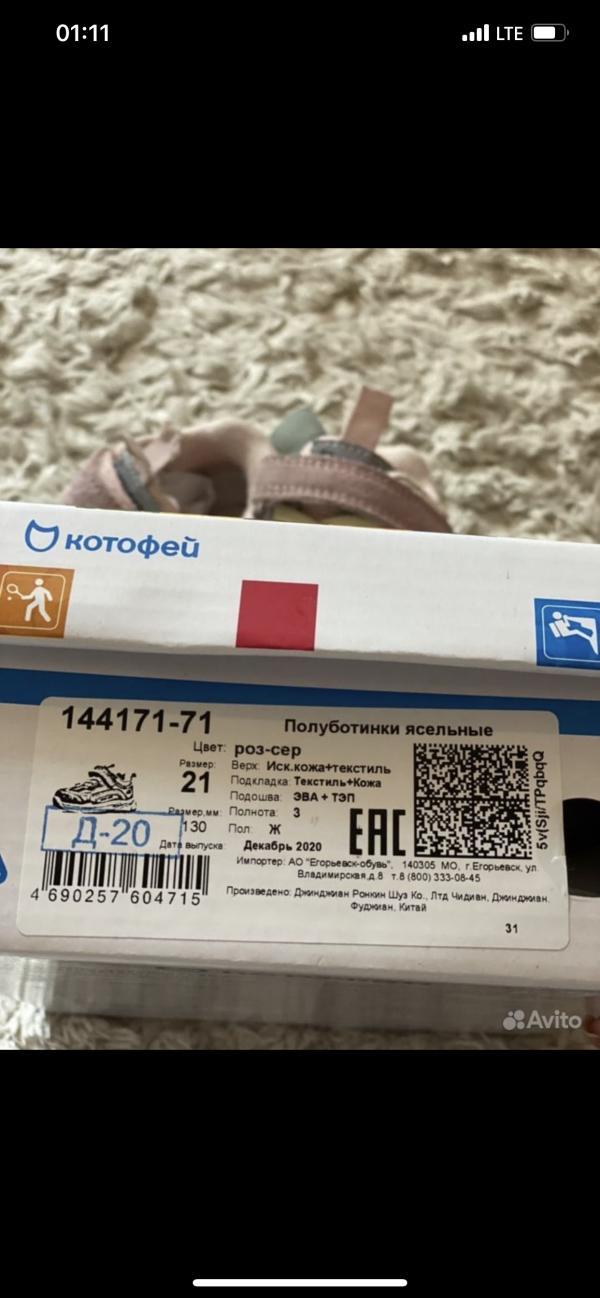 01:11
LTE
котофей
144171-71
Полуботинки ясельные
Цвет: роз-сер
Размер: 21
Верх: Иск.кожа+текстиль
Подкладка: Текстиль+Кожа
Подошва: ЭВА + ТЭП
Размер,мм: 130
Полнота: 3
Пол: Ж
Д-20
Дата выпуска: Декабрь 2020
EAC
Импортер: АО "Егорьевск-обувь", 140305 МО, г.Егорьевск, ул.
Владимирская,д.8 т.8 (800) 333-08-45
Произведено: Джинджиан Ронкин Шуз Ко., Лтд Чидиан, Джинджиан,
Фуджиан, Китай
4 690257 604715
31
Avito